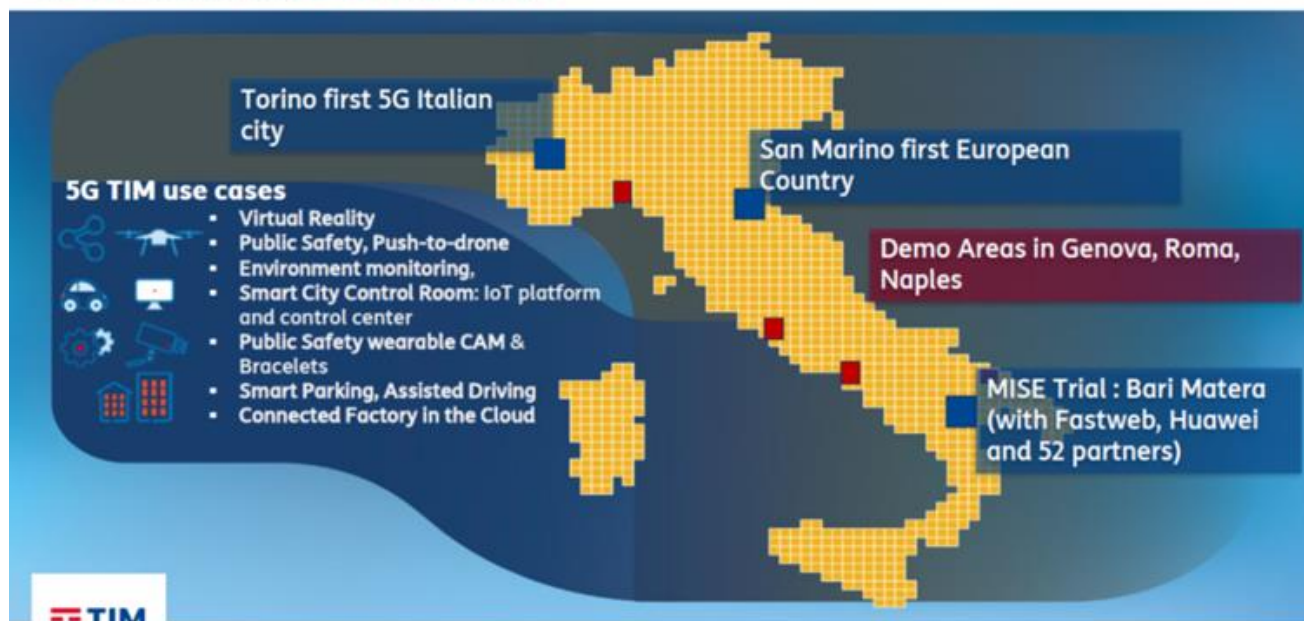 Torino first 5G Italian
city
San Marino first European
Country
5G TIM use cases
▪ Virtual Reality
▪ Public Safety, Push-to-drone
▪ Environment monitoring,
▪ Smart City Control Room: IoT platform
and control center
▪ Public Safety wearable CAM &
Bracelets
▪ Smart Parking, Assisted Driving
▪ Connected Factory in the Cloud
Demo Areas in Genova, Roma,
Naples
MISE Trial : Bari Matera
(with Fastweb, Huawei
and 52 partners)
TIM